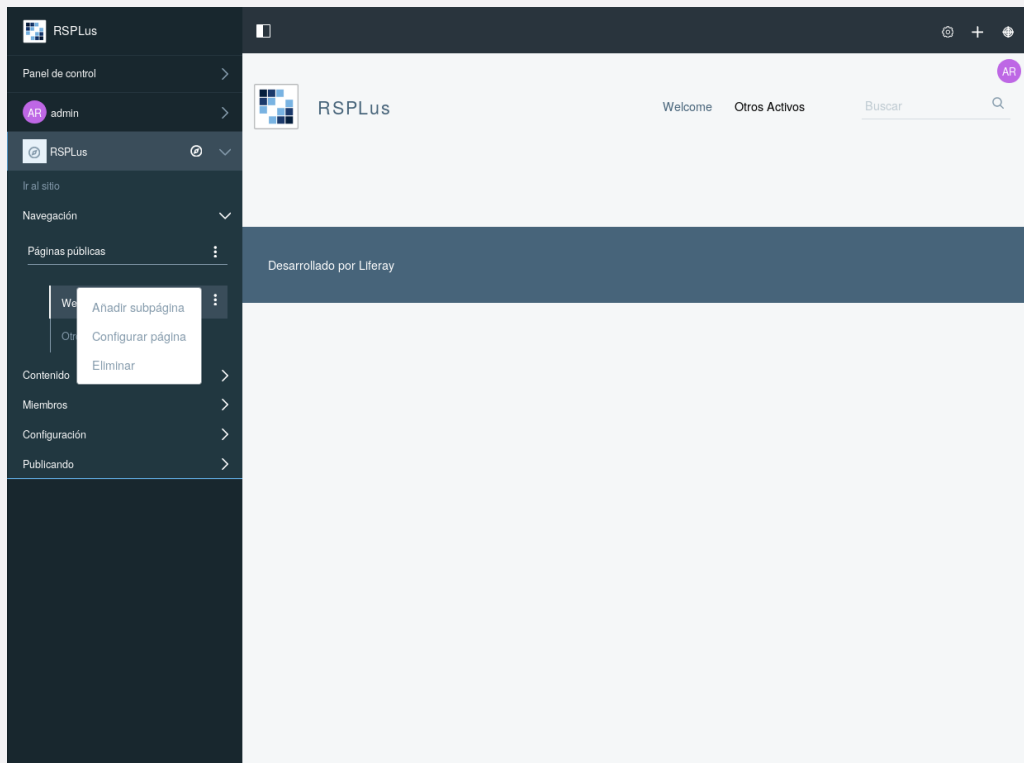 RSPLus
Panel de control
AR admin
RSPLus
Ir al sitio
Navegación
Páginas públicas
We
Otr
Añadir subpágina
Configurar página
Eliminar
Contenido
Miembros
Configuración
Publicando
AR
RSPLus
Welcome Otros Activos Buscar
Desarrollado por Liferay